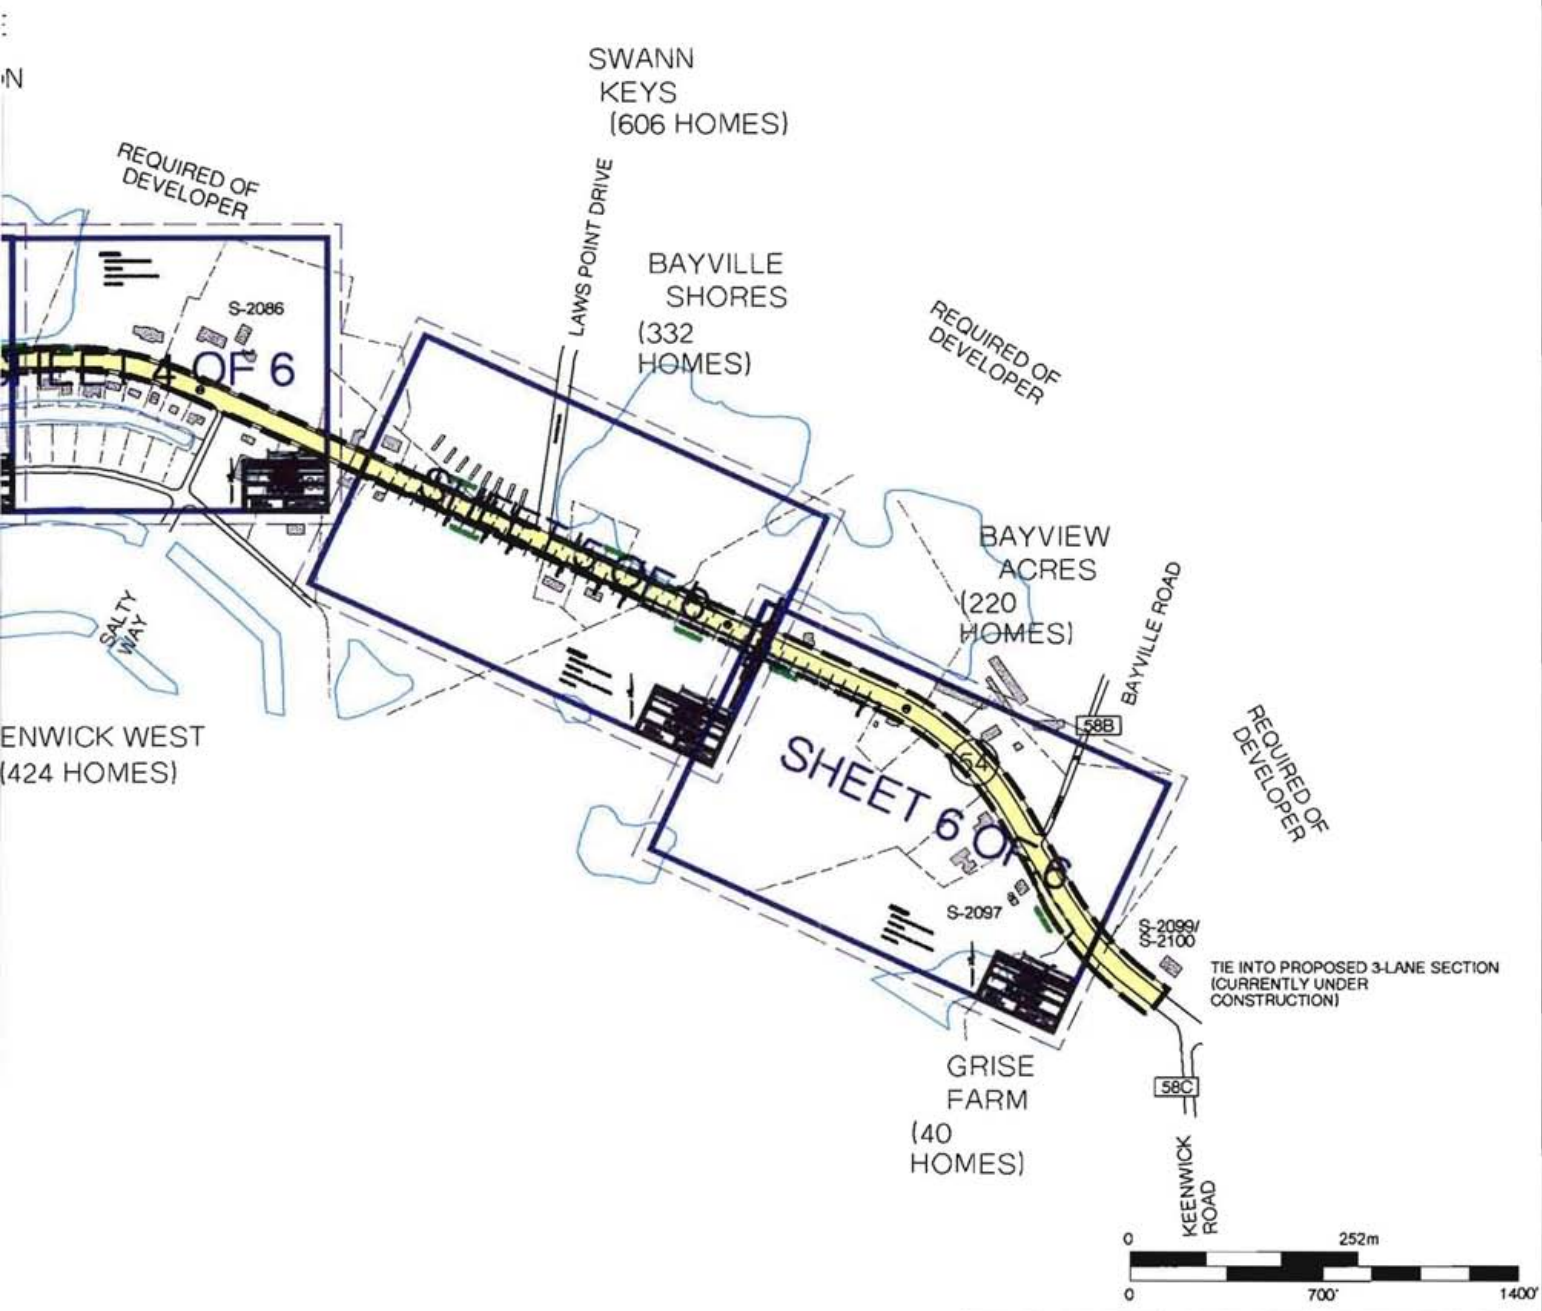 SWANN
KEYS
(606 HOMES)
REQUIRED OF
DEVELOPER
LAWS POINT DRIVE
BAYVILLE
SHORES
(332
HOMES)
REQUIRED OF
DEVELOPER
S-2086
4 OF 6
BAYVIEW
ACRES
(220
HOMES)
BAYVILLE ROAD
58B
SALTY
WAY
ENWICK WEST
(424 HOMES)
REQUIRED OF
DEVELOPER
64
SHEET 6 OF 6
S-2097
S-2099/
S-2100
TIE INTO PROPOSED 3-LANE SECTION
(CURRENTLY UNDER
CONSTRUCTION)
GRISE
FARM
(40
HOMES)
58C
KEENWICK
ROAD
0 252m
0 700' 1400'